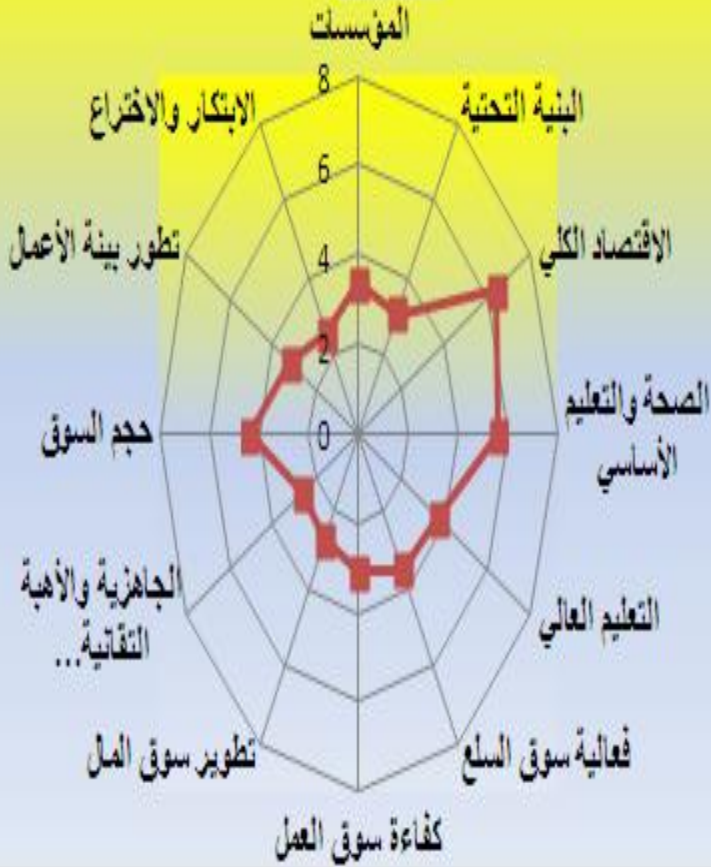 المؤسسات
البنية التحتية
الاقتصاد الكلي
الصحة والتعليم
الأساسي
التعليم العالي
فعالية سوق السلع
كفاءة سوق العمل
تطوير سوق المال
الجاهزية والأهبة
التقانية...
حجم السوق
تطور بيئة الأعمال
الابتكار والاختراع
8
6
4
2
0